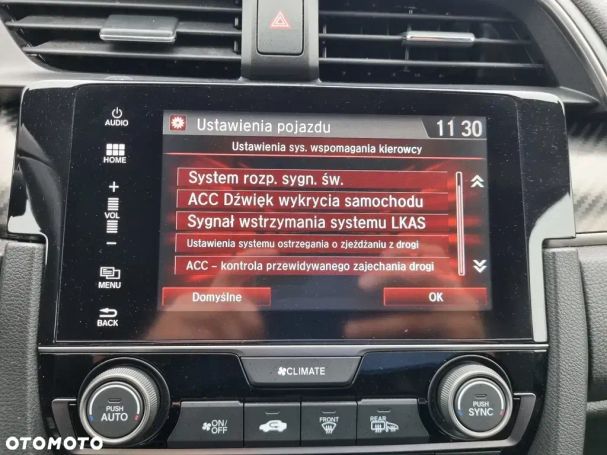 AUDIO
HOME
+
VOL
−
MENU
BACK
Ustawienia pojazdu
11 30
Ustawienia sys. wspomagania kierowcy
System rozp. sygn. św.
ACC Dźwięk wykrycia samochodu
Sygnał wstrzymania systemu LKAS
Ustawienia systemu ostrzegania o zjeżdżaniu z drogi
ACC – kontrola przewidywanego zajechania drogi
Domyślne
OK
CLIMATE
PUSH
AUTO
ON/
OFF
FRONT
REAR
PUSH
SYNC
OTOMOTO